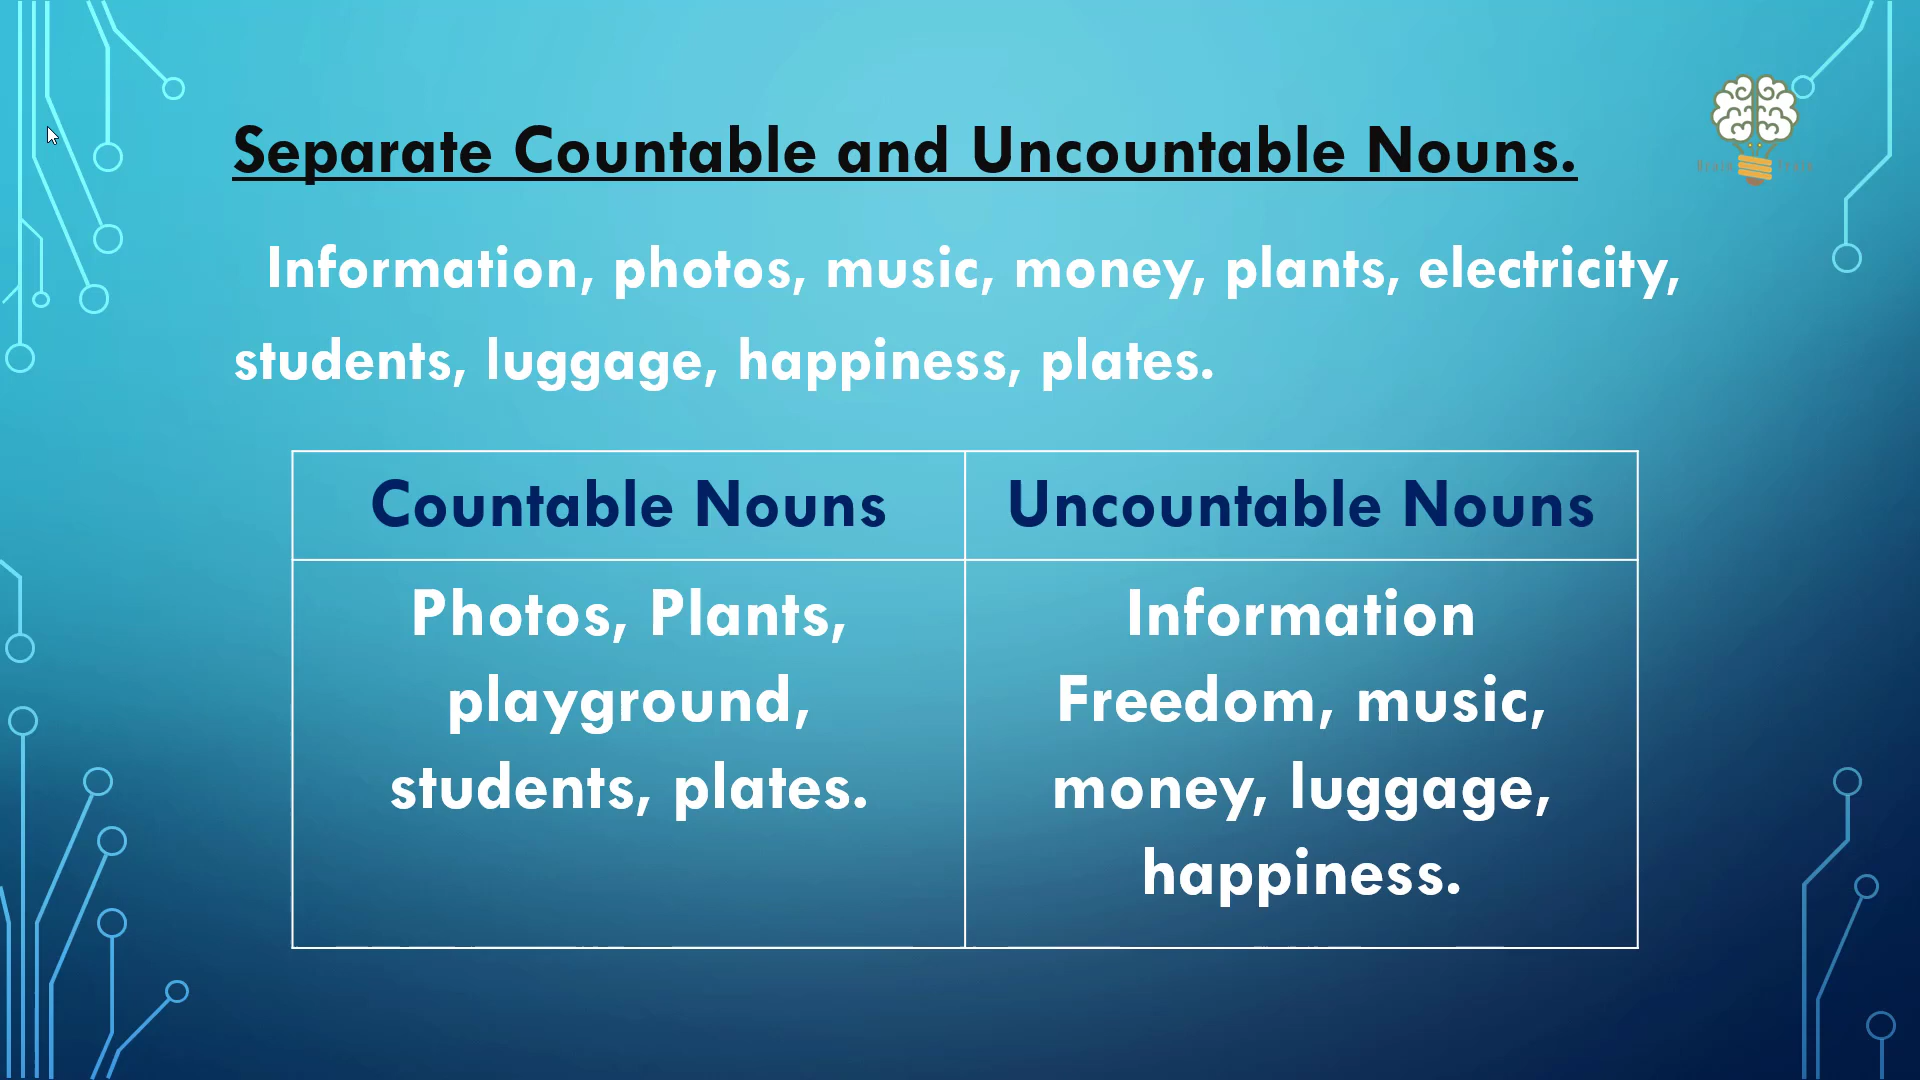 Separate Countable and Uncountable Nouns.
Information, photos, music, money, plants, electricity,
students, luggage, happiness, plates.
Countable Nouns
Uncountable Nouns
Photos, Plants,
playground,
students, plates.
Information
Freedom, music,
money, luggage,
happiness.